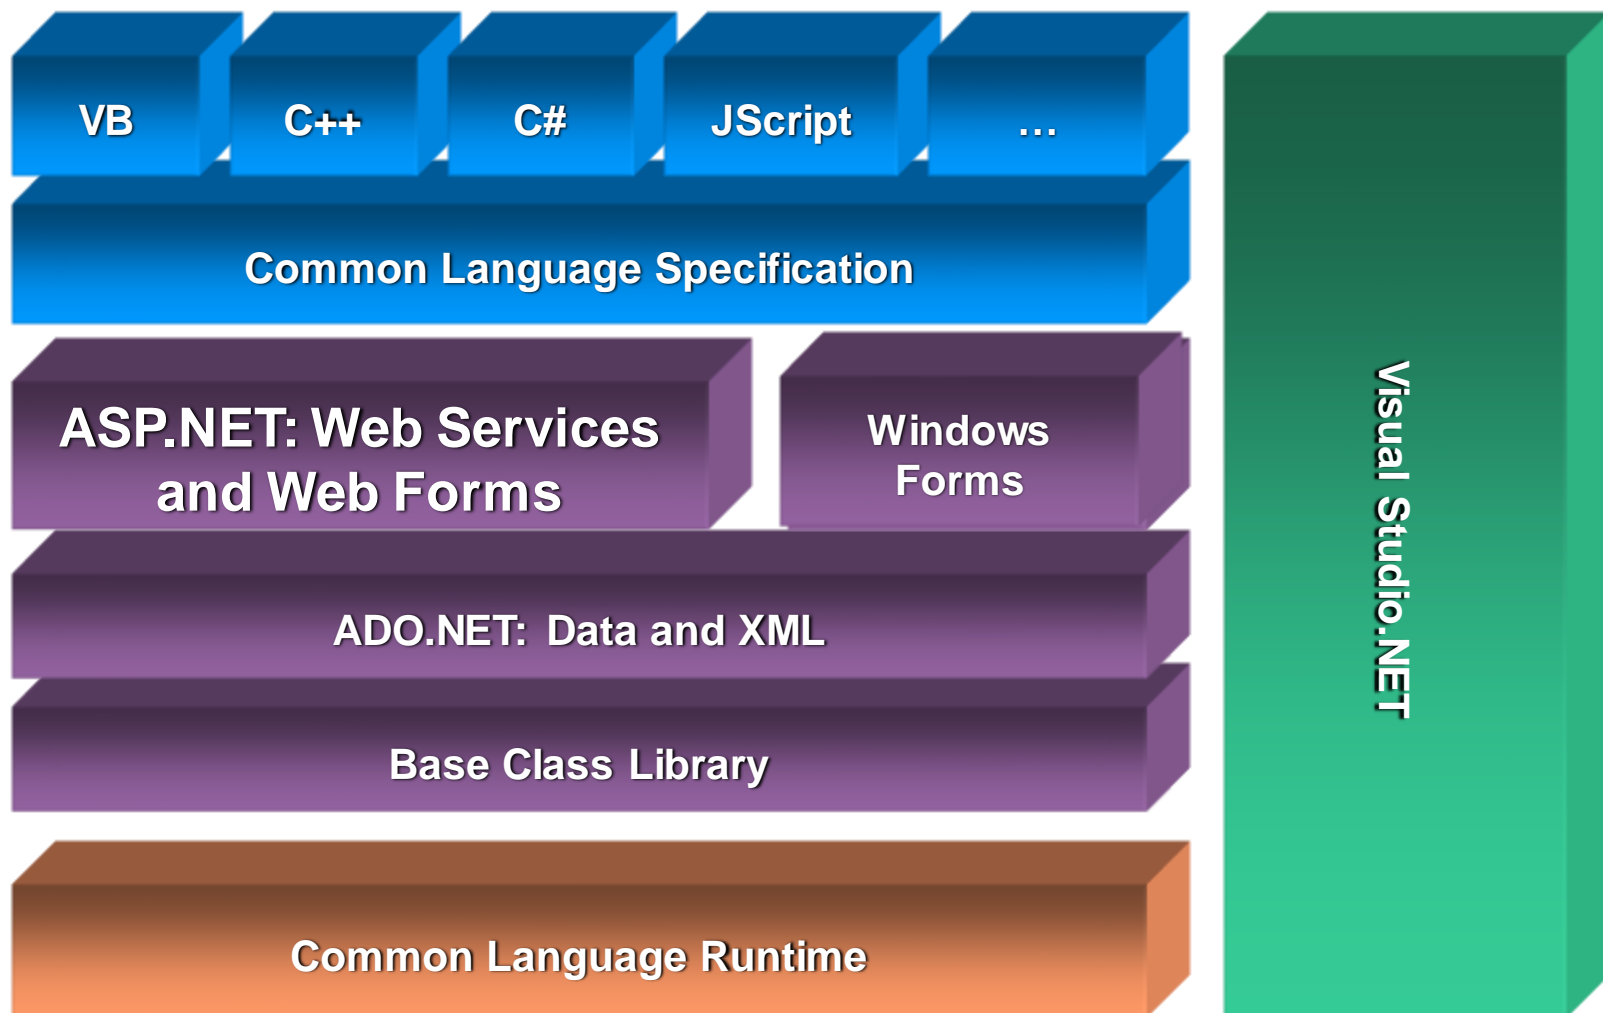 VB
C++
C#
JScript
…
Common Language Specification
ASP.NET: Web Services
and Web Forms
Windows
Forms
ADO.NET: Data and XML
Base Class Library
Common Language Runtime
Visual Studio.NET